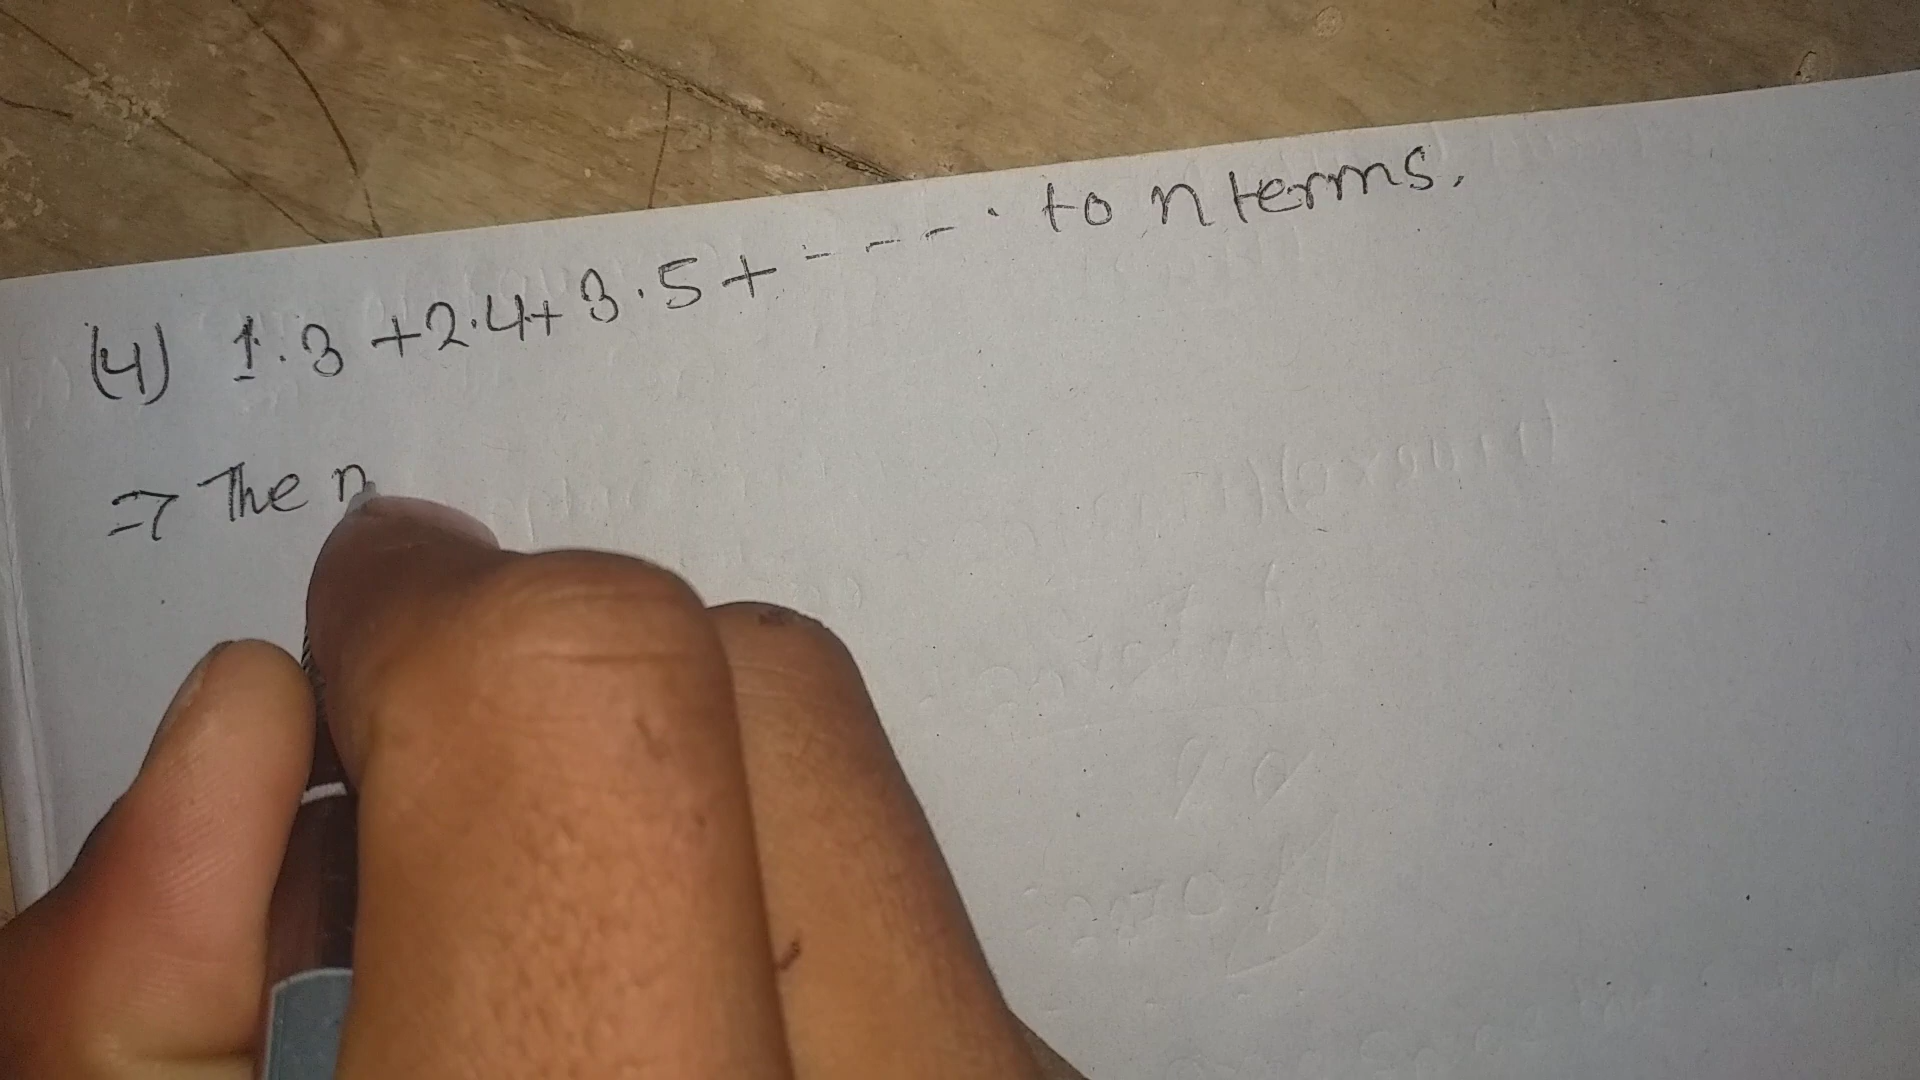 (4) 1.3 +2.4+ 3.5 + - - - - . to n terms.
⇒ The n